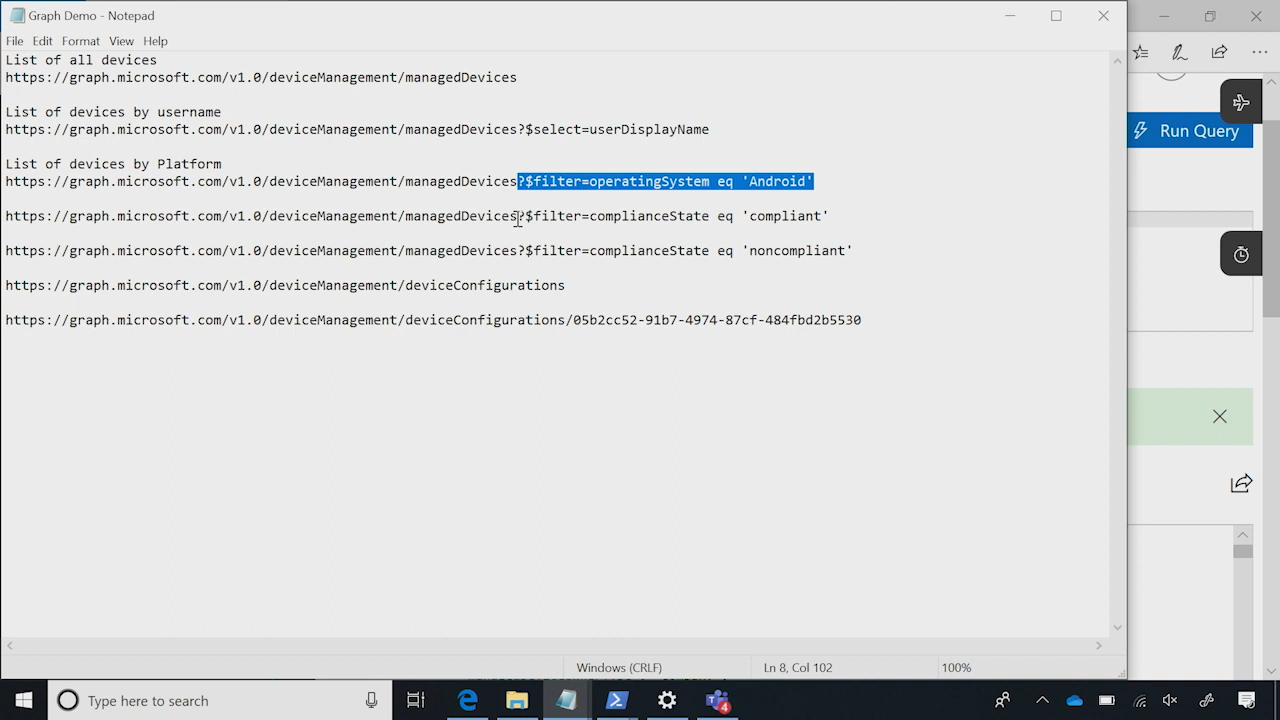 Graph Demo - Notepad
File Edit Format View Help
List of all devices
https://graph.microsoft.com/v1.0/deviceManagement/managedDevices
List of devices by username
https://graph.microsoft.com/v1.0/deviceManagement/managedDevices?$select=userDisplayName
List of devices by Platform
https://graph.microsoft.com/v1.0/deviceManagement/managedDevices?$filter=operatingSystem eq 'Android'
https://graph.microsoft.com/v1.0/deviceManagement/managedDevices?$filter=complianceState eq 'compliant'
https://graph.microsoft.com/v1.0/deviceManagement/managedDevices?$filter=complianceState eq 'noncompliant'
https://graph.microsoft.com/v1.0/deviceManagement/deviceConfigurations
https://graph.microsoft.com/v1.0/deviceManagement/deviceConfigurations/05b2cc52-91b7-4974-87cf-484fbd2b5530
Run Query
Windows (CRLF) Ln 8, Col 102 100%
Type here to search
4